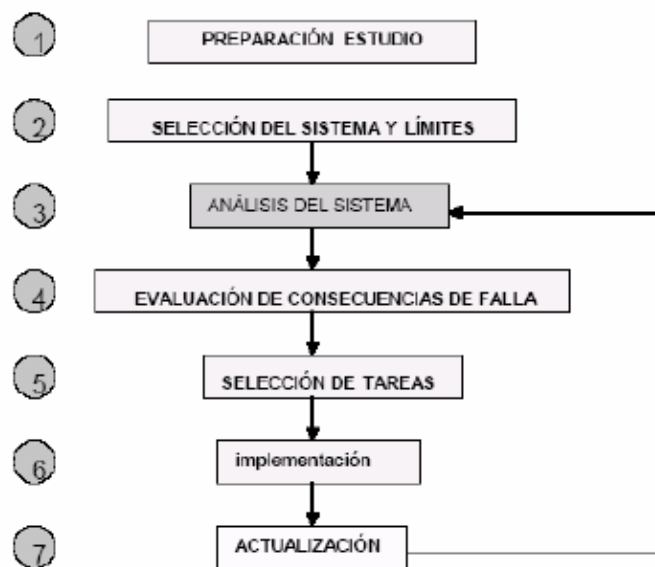 1 PREPARACIÓN ESTUDIO
2 SELECCIÓN DEL SISTEMA Y LÍMITES
3 ANÁLISIS DEL SISTEMA
4 EVALUACIÓN DE CONSECUENCIAS DE FALLA
5 SELECCIÓN DE TAREAS
6 implementación
7 ACTUALIZACIÓN